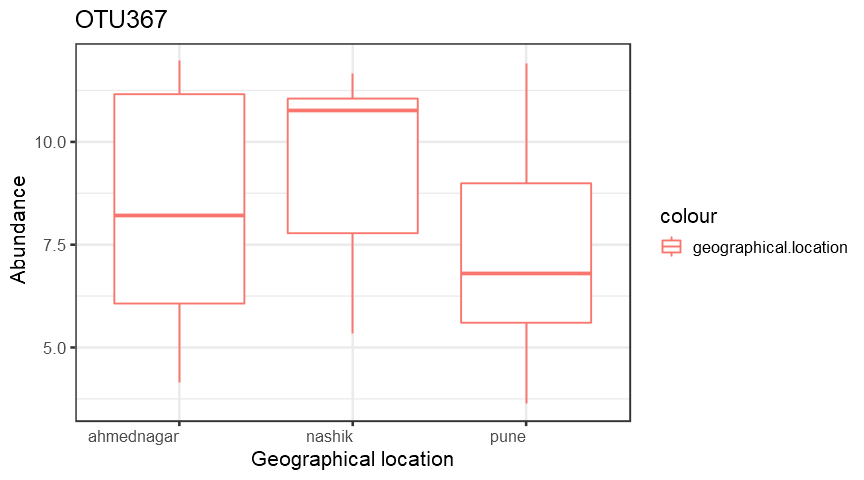 OTU367
10.0
7.5
5.0
Abundance
ahmednagar
nashik
pune
Geographical location
colour
geographical.location